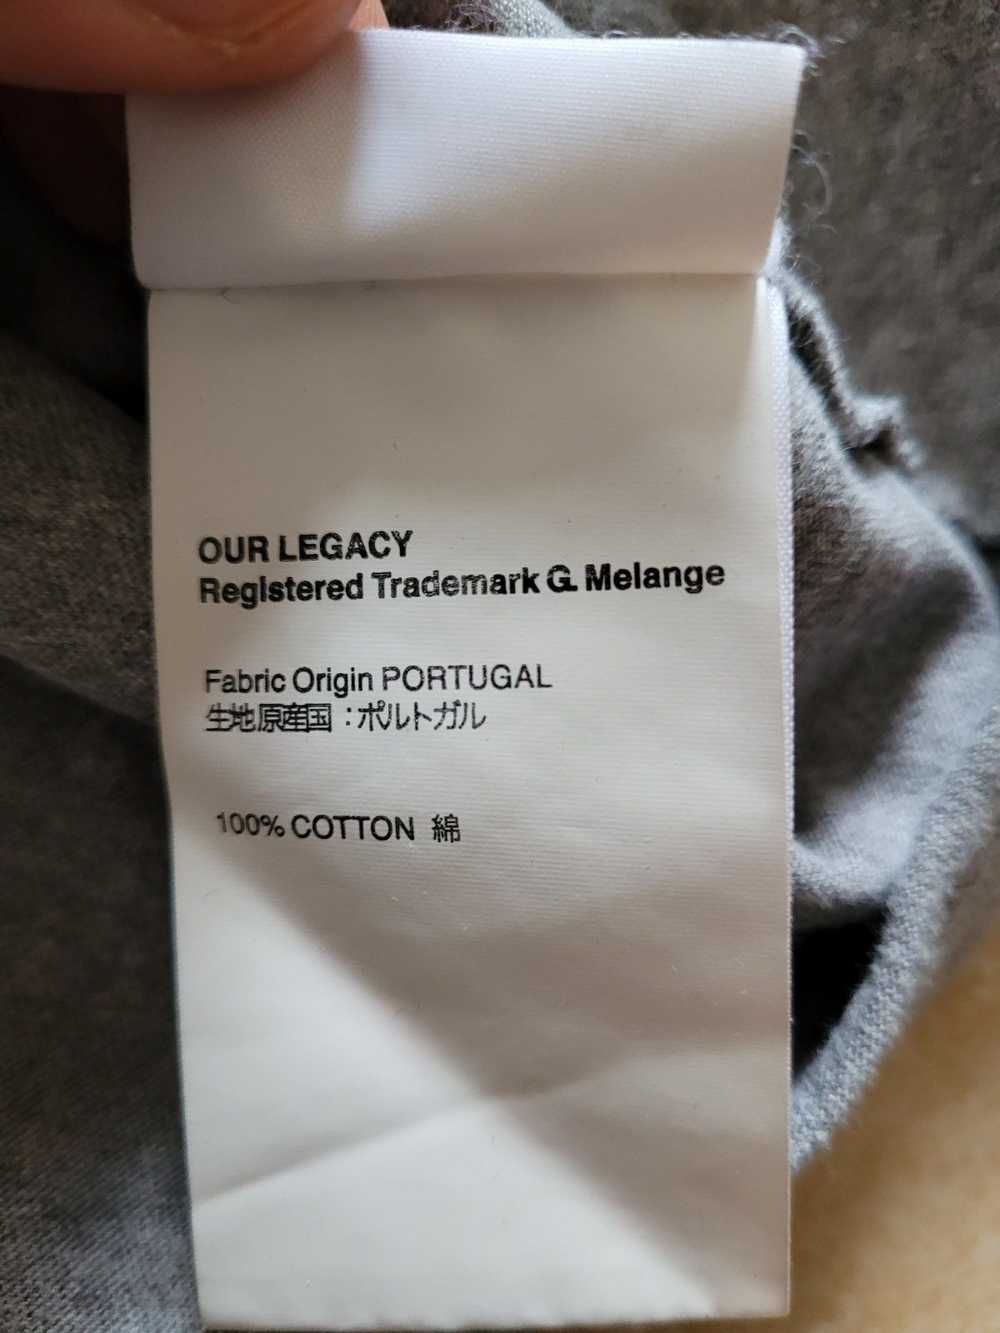 OUR LEGACY
Registered Trademark G. Melange
Fabric Origin PORTUGAL
生地原産国：ポルトガル
100% COTTON 綿